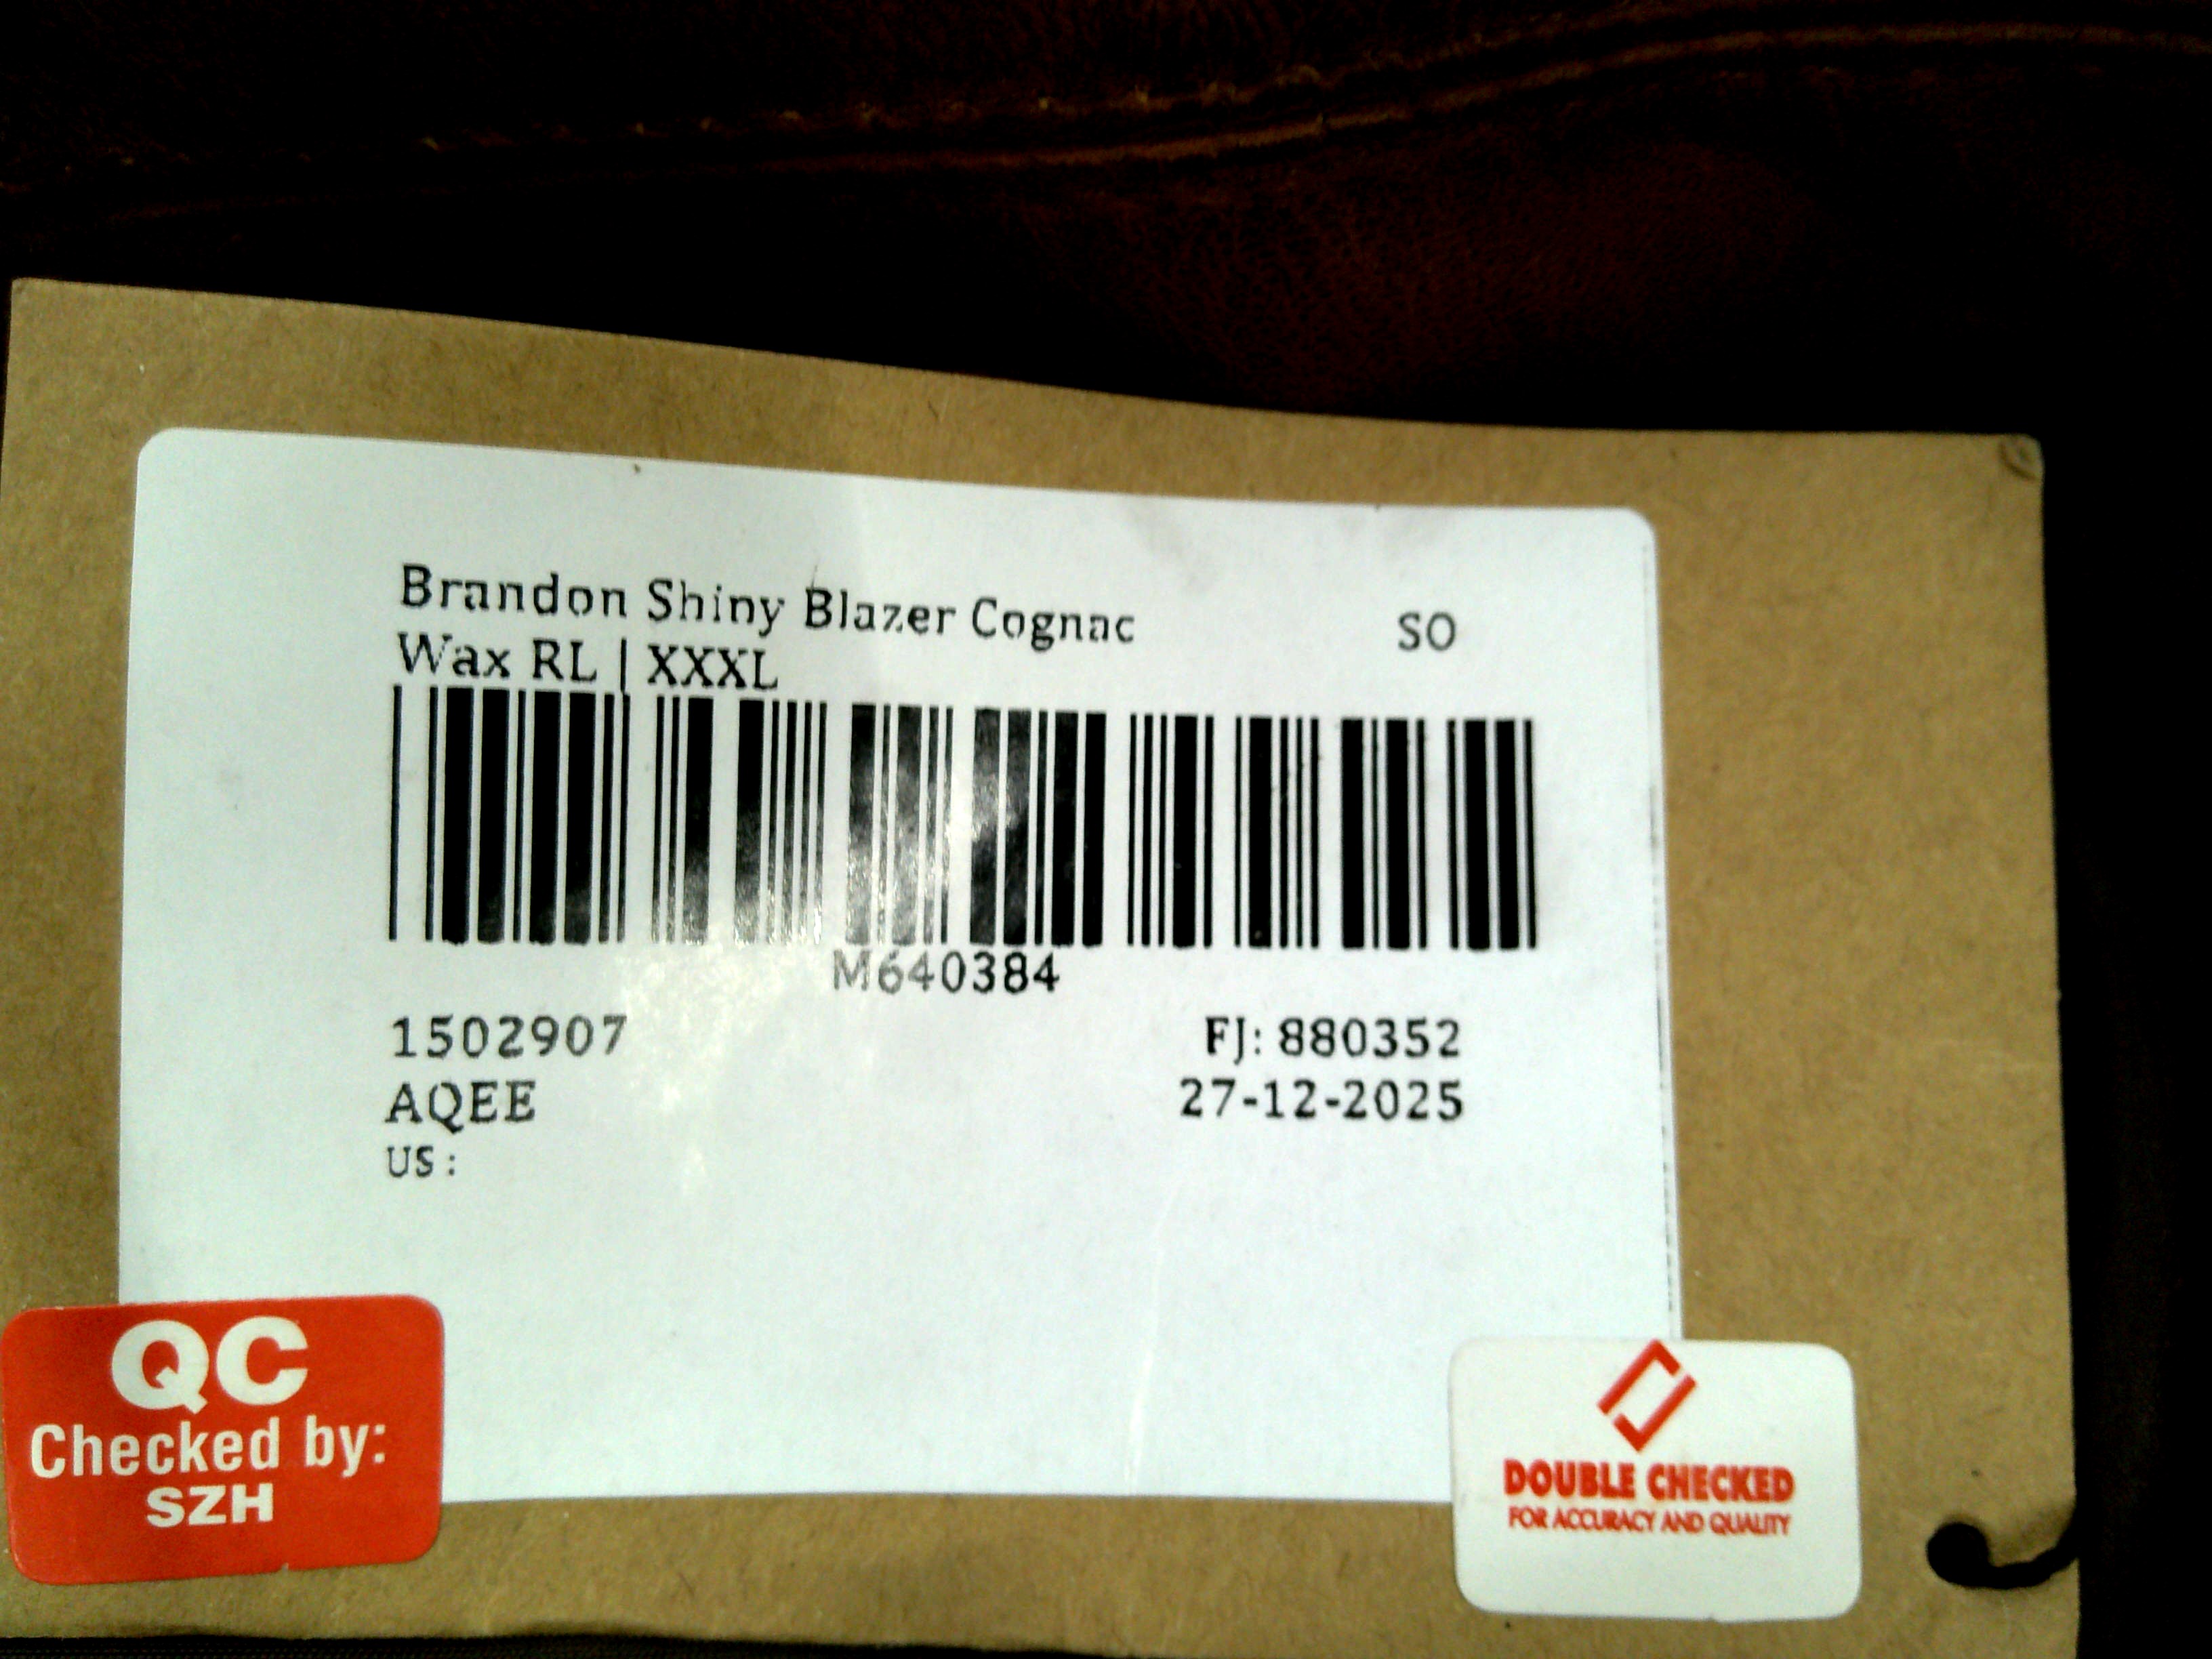 Brandon Shiny Blazer Cognac
Wax RL | XXXL
SO
M640384
1502907
FJ: 880352
AQEE
27-12-2025
US :
QC
Checked by:
SZH
DOUBLE CHECKED
FOR ACCURACY AND QUALITY